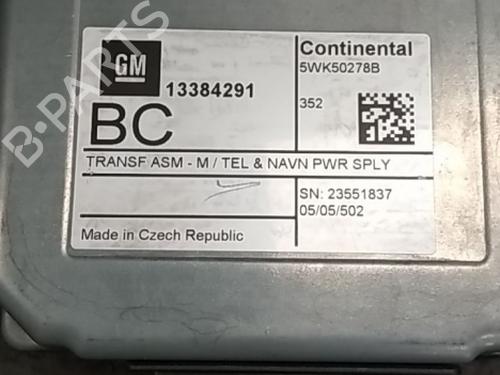 GM
13384291
BC
Continental
5WK50278B
352
TRANSF ASM - M / TEL & NAVN PWR SPLY
SN: 23551837
05/05/502
Made in Czech Republic
B-PARTS